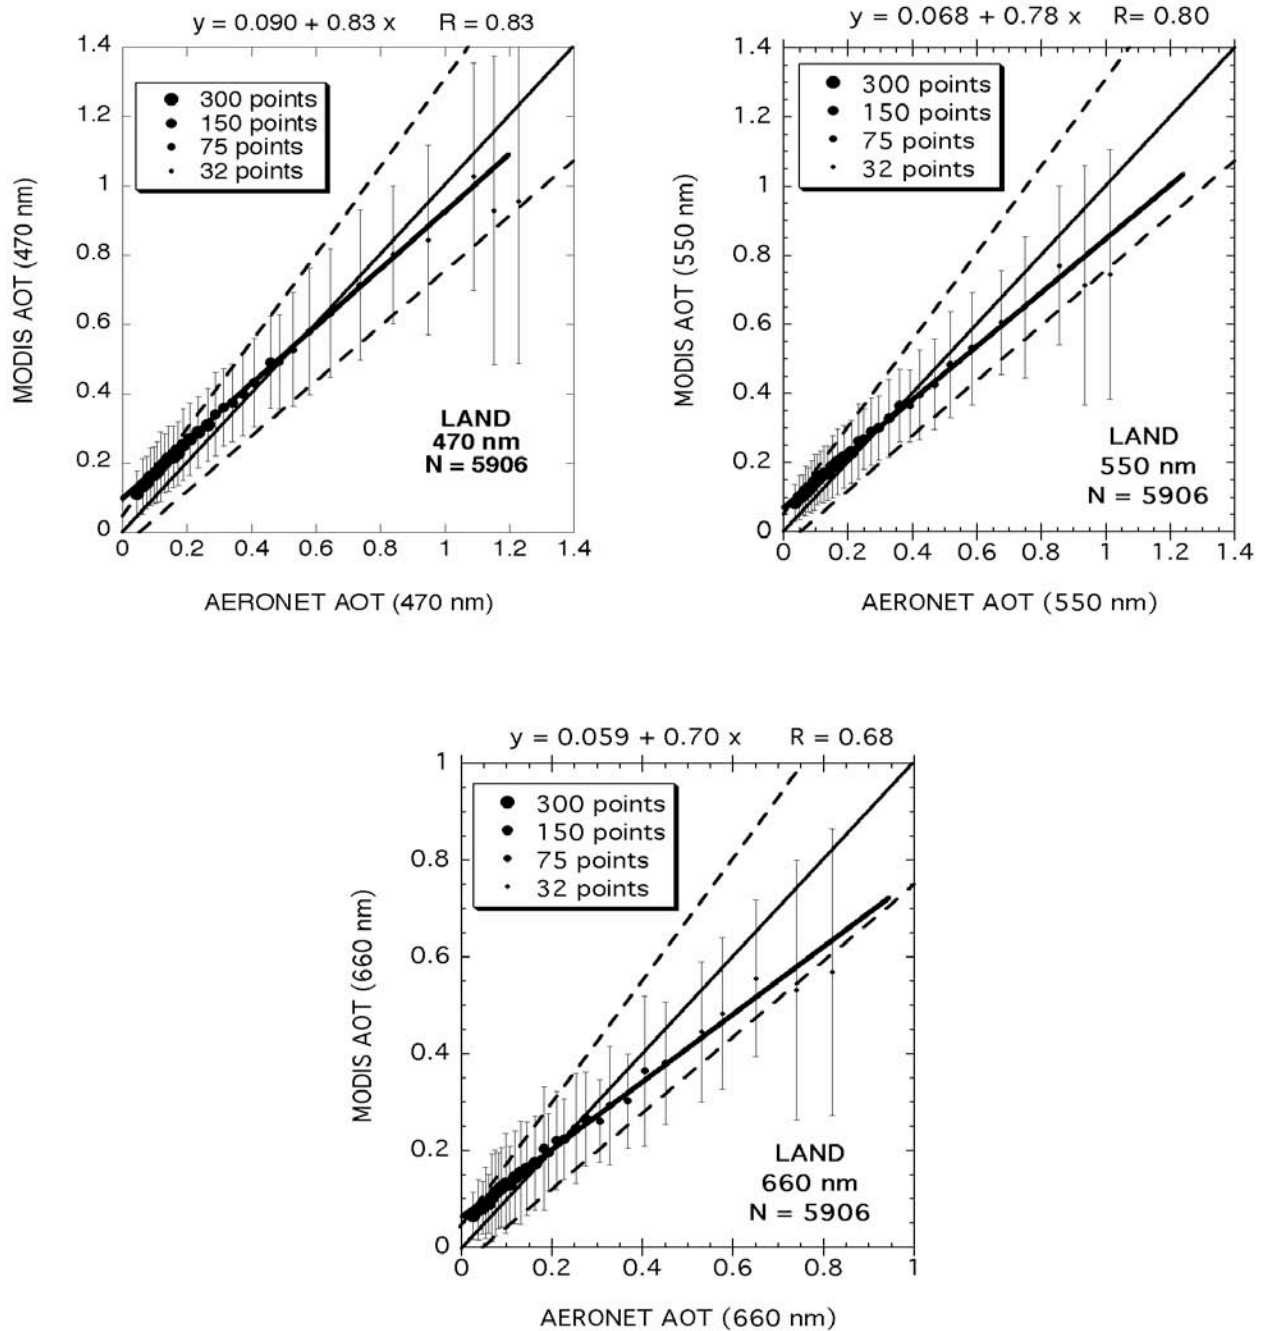 y = 0.090 + 0.83 x R = 0.83
1.4
1.2
1
0.8
0.6
0.4
0.2
0
300 points
150 points
75 points
32 points
MODIS AOT (470 nm)
LAND
470 nm
N = 5906
0 0.2 0.4 0.6 0.8 1 1.2 1.4
AERONET AOT (470 nm)
y = 0.068 + 0.78 x R= 0.80
1.4
1.2
1
0.8
0.6
0.4
0.2
0
300 points
150 points
75 points
32 points
MODIS AOT (550 nm)
LAND
550 nm
N = 5906
0 0.2 0.4 0.6 0.8 1 1.2 1.4
AERONET AOT (550 nm)
y = 0.059 + 0.70 x R = 0.68
1
0.8
0.6
0.4
0.2
0
300 points
150 points
75 points
32 points
MODIS AOT (660 nm)
LAND
660 nm
N = 5906
0 0.2 0.4 0.6 0.8 1
AERONET AOT (660 nm)